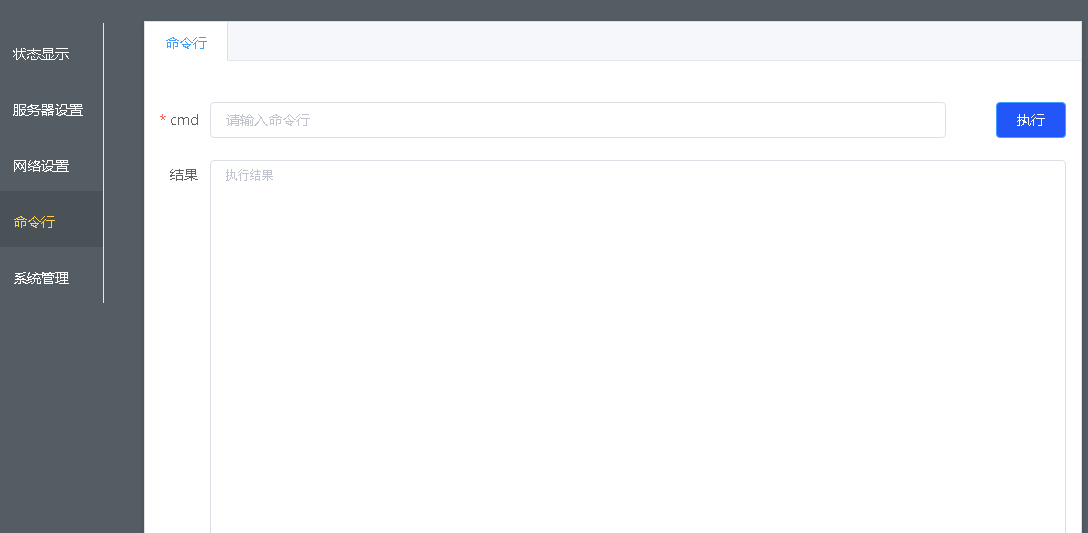 状态显示
服务器设置
网络设置
命令行
系统管理
命令行
* cmd
请输入命令行
执行
结果
执行结果